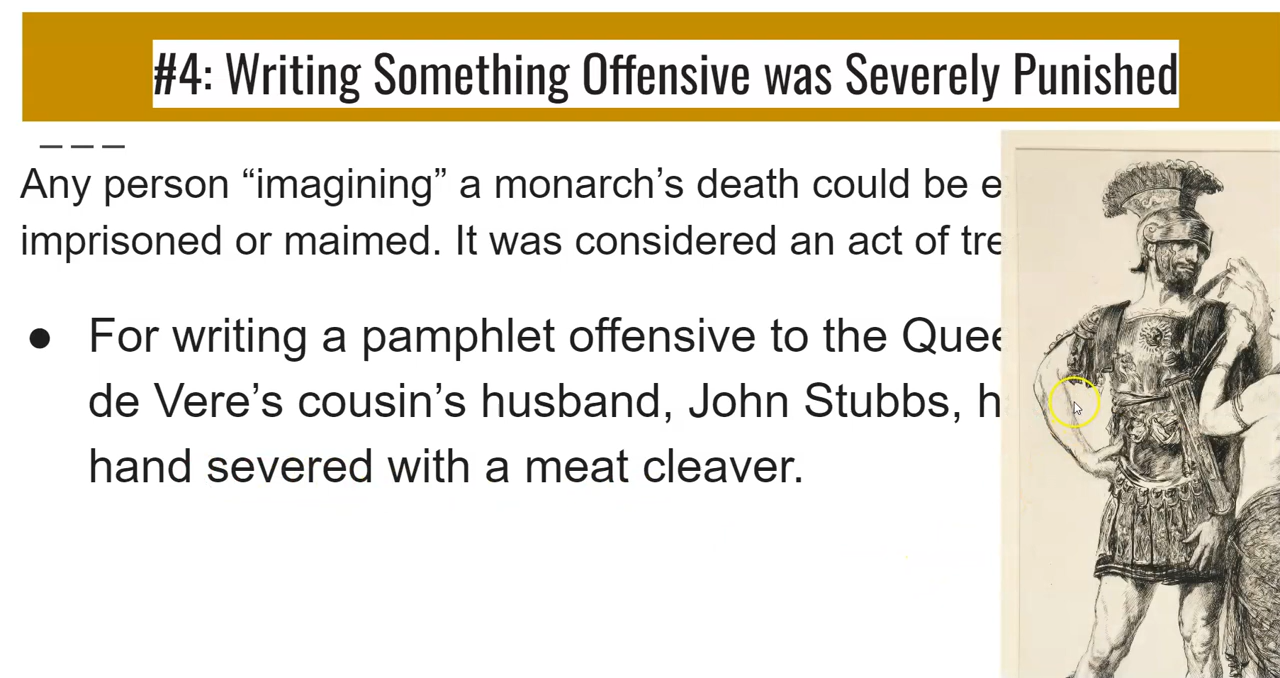 #4: Writing Something Offensive was Severely Punished
Any person “imagining” a monarch’s death could be
imprisoned or maimed. It was considered an act of
For writing a pamphlet offensive to the
de Vere’s cousin’s husband, John Stubbs,
hand severed with a meat cleaver.